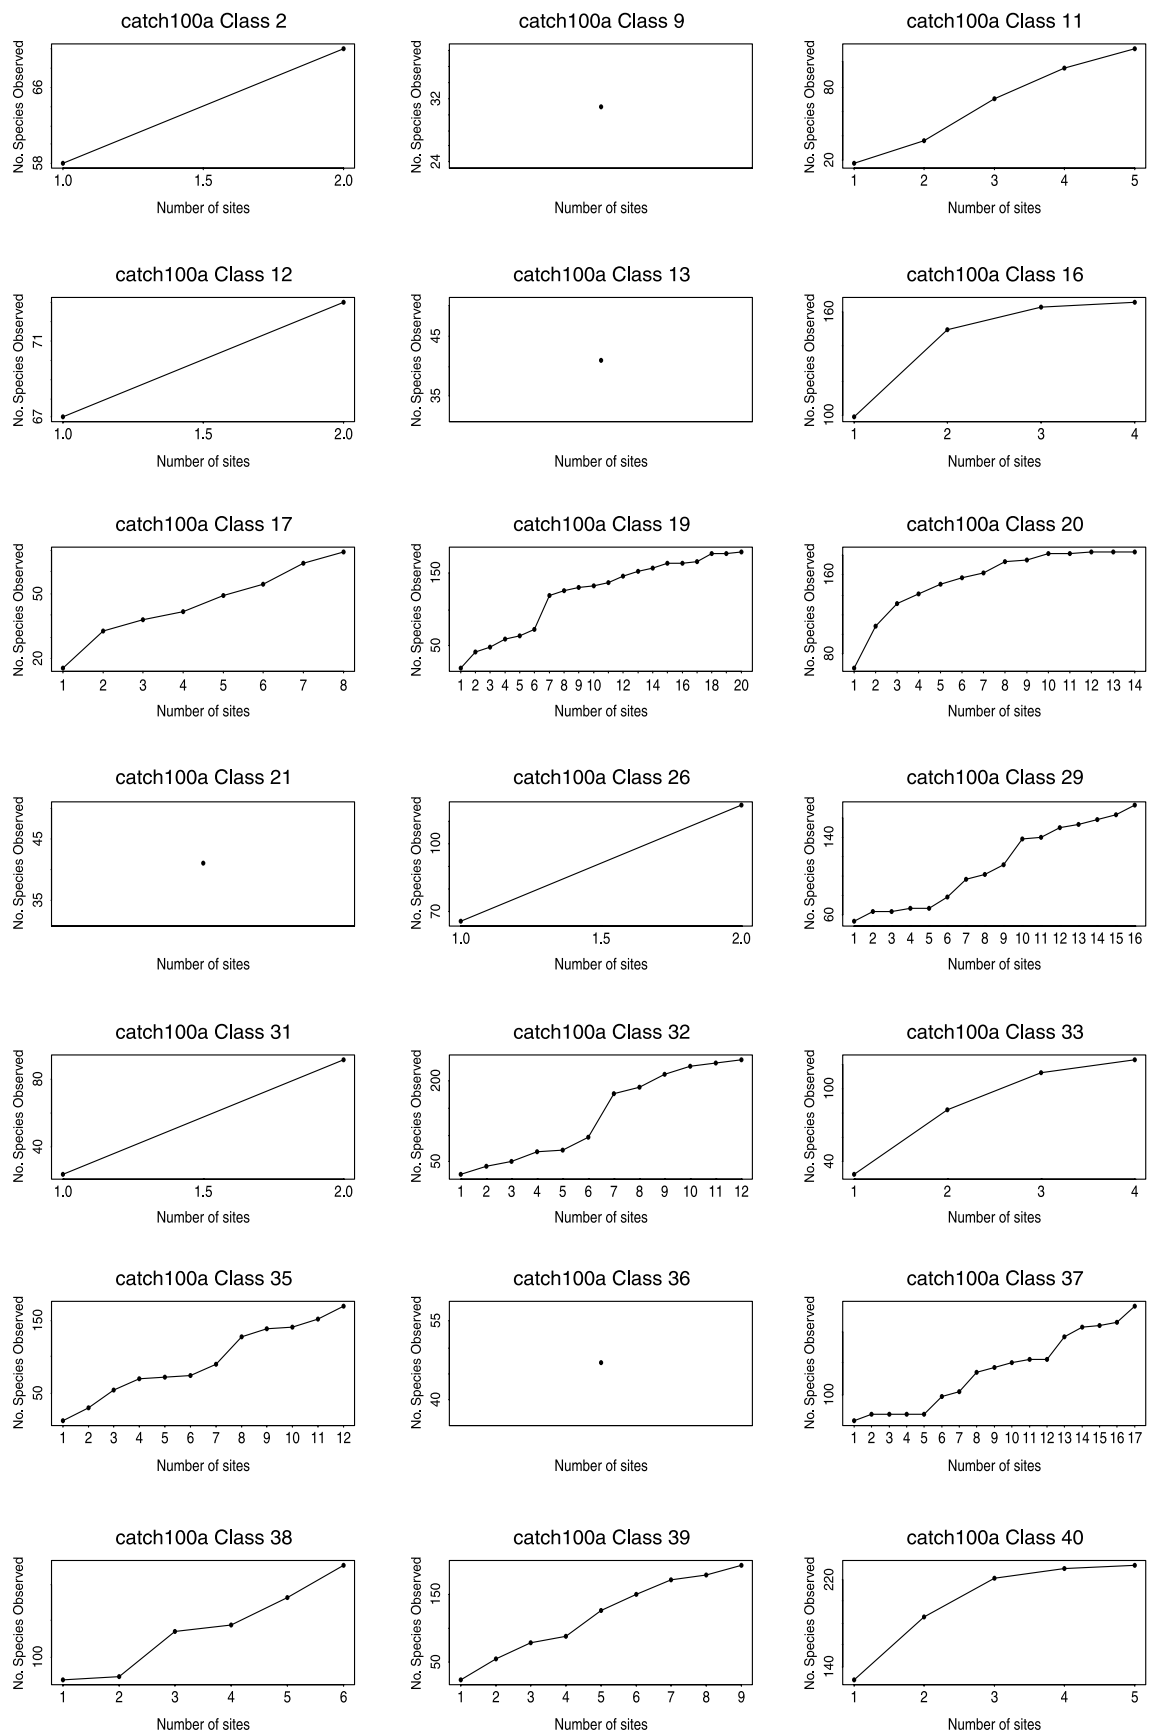 catch100a Class 2
catch100a Class 9
catch100a Class 11
No. Species Observed
58 66
1.0 1.5 2.0
Number of sites
No. Species Observed
24 32
Number of sites
No. Species Observed
20 80
1 2 3 4 5
Number of sites
catch100a Class 12
catch100a Class 13
catch100a Class 16
No. Species Observed
67 71
1.0 1.5 2.0
Number of sites
No. Species Observed
35 45
Number of sites
No. Species Observed
100 160
1 2 3 4
Number of sites
catch100a Class 17
catch100a Class 19
catch100a Class 20
No. Species Observed
20 50
1 2 3 4 5 6 7 8
Number of sites
No. Species Observed
50 150
1 2 3 4 5 6 7 8 9 10 12 14 16 18 20
Number of sites
No. Species Observed
80 160
1 2 3 4 5 6 7 8 9 10 11 12 13 14
Number of sites
catch100a Class 21
catch100a Class 26
catch100a Class 29
No. Species Observed
35 45
Number of sites
No. Species Observed
70 100
1.0 1.5 2.0
Number of sites
No. Species Observed
60 140
1 2 3 4 5 6 7 8 9 10 11 12 13 14 15 16
Number of sites
catch100a Class 31
catch100a Class 32
catch100a Class 33
No. Species Observed
40 80
1.0 1.5 2.0
Number of sites
No. Species Observed
50 200
1 2 3 4 5 6 7 8 9 10 11 12
Number of sites
No. Species Observed
40 100
1 2 3 4
Number of sites
catch100a Class 35
catch100a Class 36
catch100a Class 37
No. Species Observed
50 150
1 2 3 4 5 6 7 8 9 10 11 12
Number of sites
No. Species Observed
40 55
Number of sites
No. Species Observed
100
1 2 3 4 5 6 7 8 9 10 11 12 13 14 15 16 17
Number of sites
catch100a Class 38
catch100a Class 39
catch100a Class 40
No. Species Observed
100
1 2 3 4 5 6
Number of sites
No. Species Observed
50 150
1 2 3 4 5 6 7 8 9
Number of sites
No. Species Observed
140 220
1 2 3 4 5
Number of sites